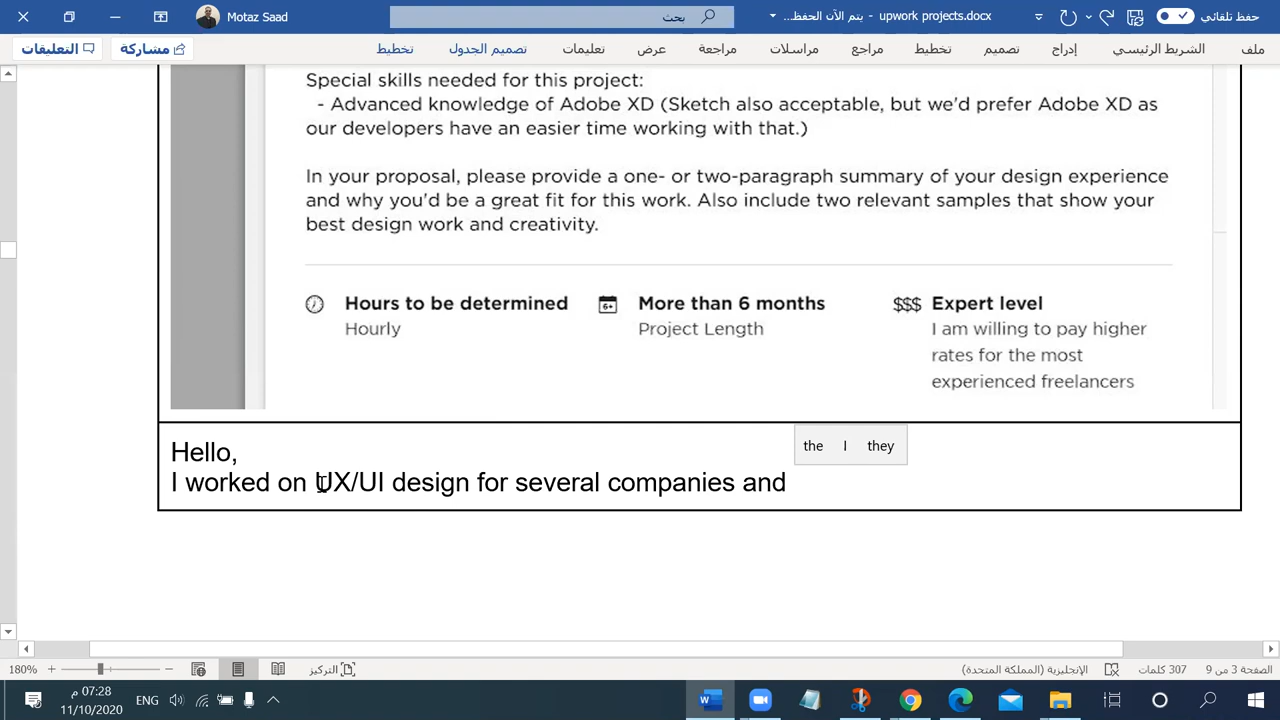 Motaz Saad
بحث
upwork projects.docx - يتم الآن الحفظ...
حفظ تلقائي
ملف
الشريط الرئيسي
إدراج
تصميم
تخطيط
مراجع
مراسلات
مراجعة
عرض
تعليمات
تصميم الجدول
تخطيط
مشاركة
التعليقات
Special skills needed for this project:
- Advanced knowledge of Adobe XD (Sketch also acceptable, but we'd prefer Adobe XD as
our developers have an easier time working with that.)
In your proposal, please provide a one- or two-paragraph summary of your design experience
and why you'd be a great fit for this work. Also include two relevant samples that show your
best design work and creativity.
Hours to be determined
Hourly
6+
More than 6 months
Project Length
$$$
Expert level
I am willing to pay higher
rates for the most
experienced freelancers
the I they
Hello,
I worked on UX/UI design for several companies and
الصفحة 3 من 9
307 كلمات
الإنجليزية (المملكة المتحدة)
التركيز
180%
07:28 م
11/10/2020
ENG